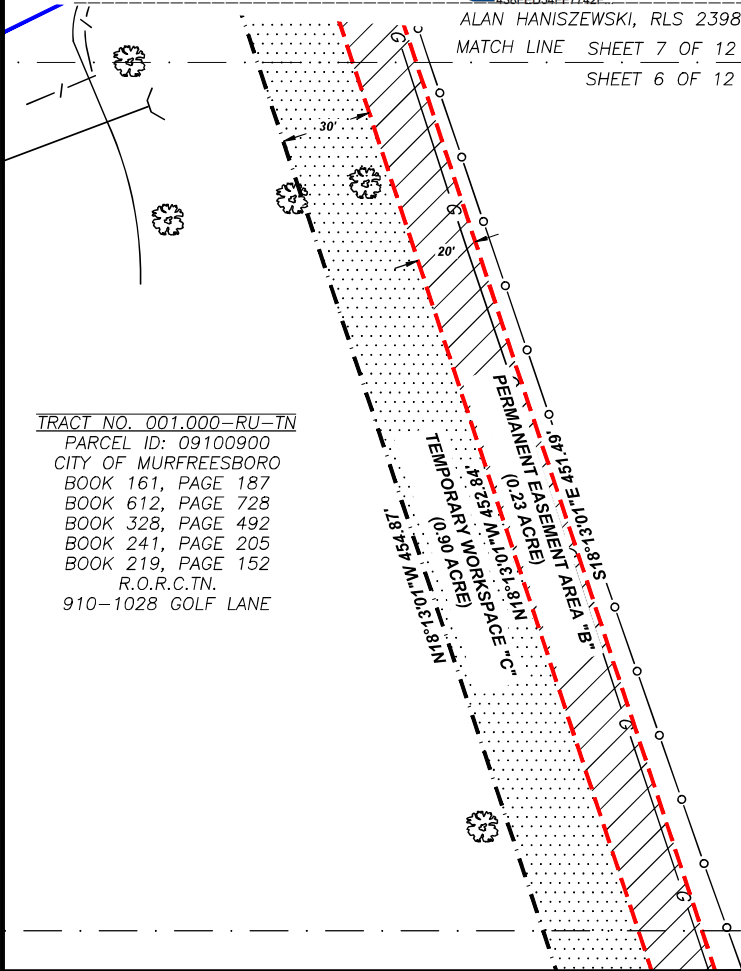 ALAN HANISZEWSKI, RLS 2398
MATCH LINE SHEET 7 OF 12
SHEET 6 OF 12
G
30'
G
20'
TRACT NO. 001.000-RU-TN
PARCEL ID: 09100900
CITY OF MURFREESBORO
BOOK 161, PAGE 187
BOOK 612, PAGE 728
BOOK 328, PAGE 492
BOOK 241, PAGE 205
BOOK 219, PAGE 152
R.O.R.C.TN.
910-1028 GOLF LANE
N18°13'01"W 454.87'
TEMPORARY WORKSPACE "C"
(0.90 ACRE)
N18°13'01"W 452.84'
PERMANENT EASEMENT AREA "B"
(0.23 ACRE)
S18°13'01"E 451.49'
G
G